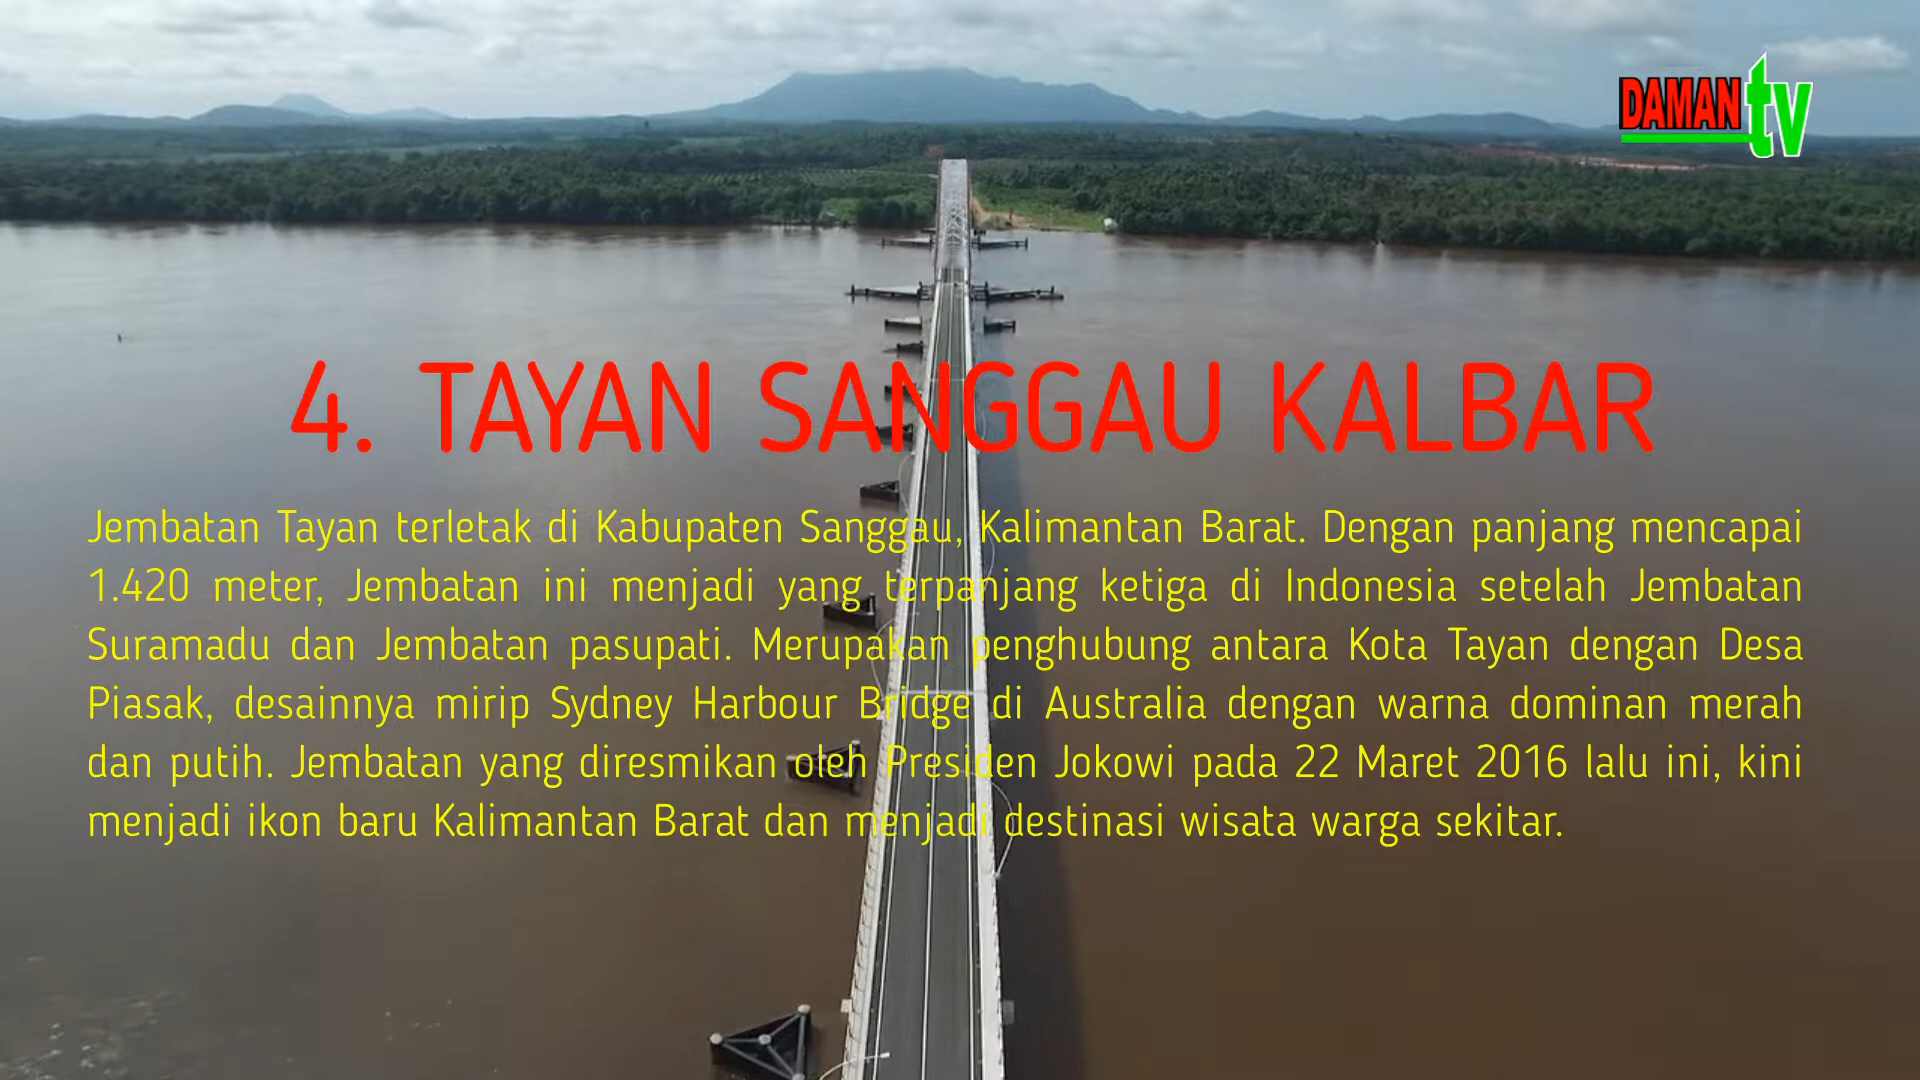 DAMAN tv
4. TAYAN SANGGAU KALBAR
Jembatan Tayan terletak di Kabupaten Sanggau, Kalimantan Barat. Dengan panjang mencapai
1.420 meter, Jembatan ini menjadi yang terpanjang ketiga di Indonesia setelah Jembatan
Suramadu dan Jembatan pasupati. Merupakan penghubung antara Kota Tayan dengan Desa
Piasak, desainnya mirip Sydney Harbour Bridge di Australia dengan warna dominan merah
dan putih. Jembatan yang diresmikan oleh Presiden Jokowi pada 22 Maret 2016 lalu ini, kini
menjadi ikon baru Kalimantan Barat dan menjadi destinasi wisata warga sekitar.